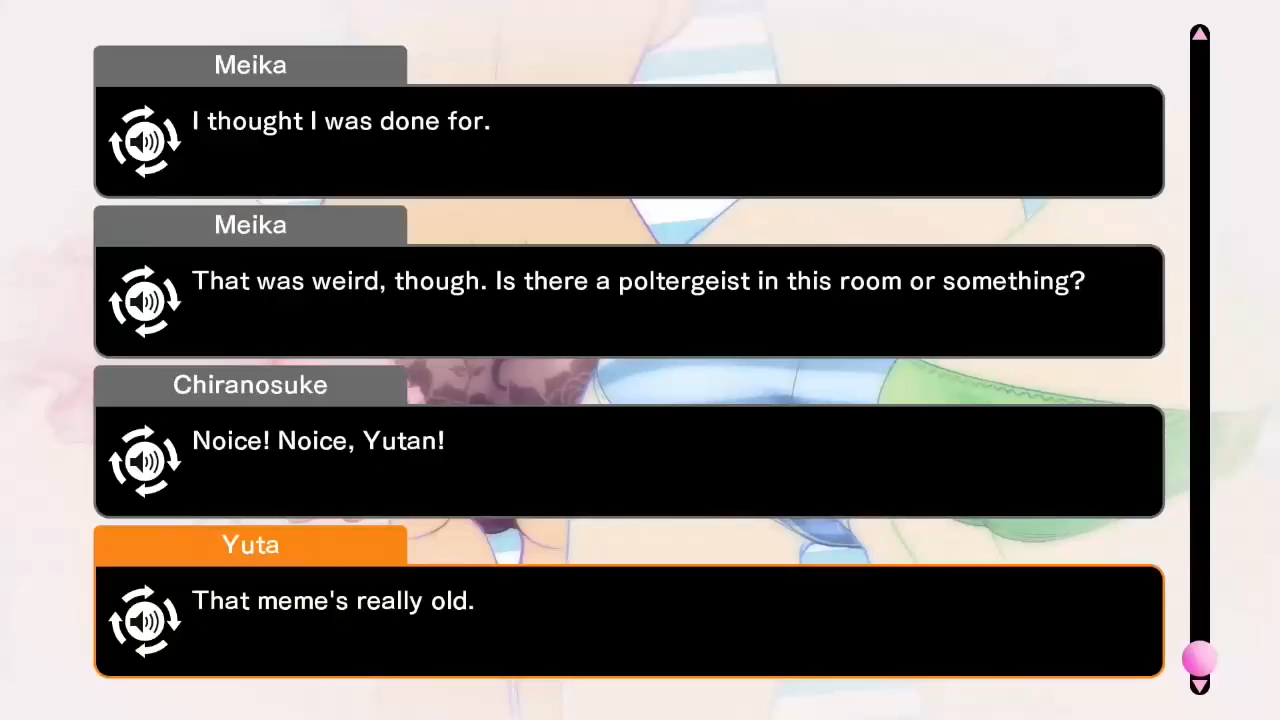 Meika
I thought I was done for.
Meika
That was weird, though. Is there a poltergeist in this room or something?
Chiranosuke
Noice! Noice, Yutan!
Yuta
That meme's really old.